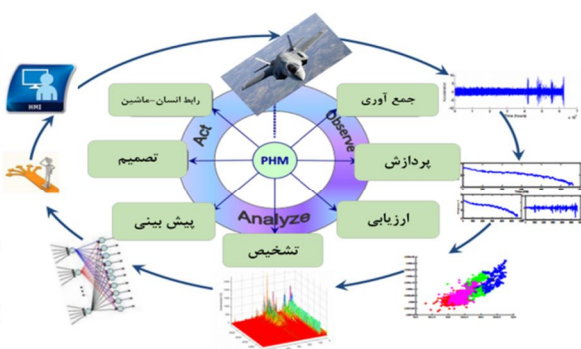 رابط انسان-ماشین
جمع آوری
HMI
Act
Observe
تصمیم
PHM
پردازش
پیش بینی
Analyze
ارزیابی
تشخیص